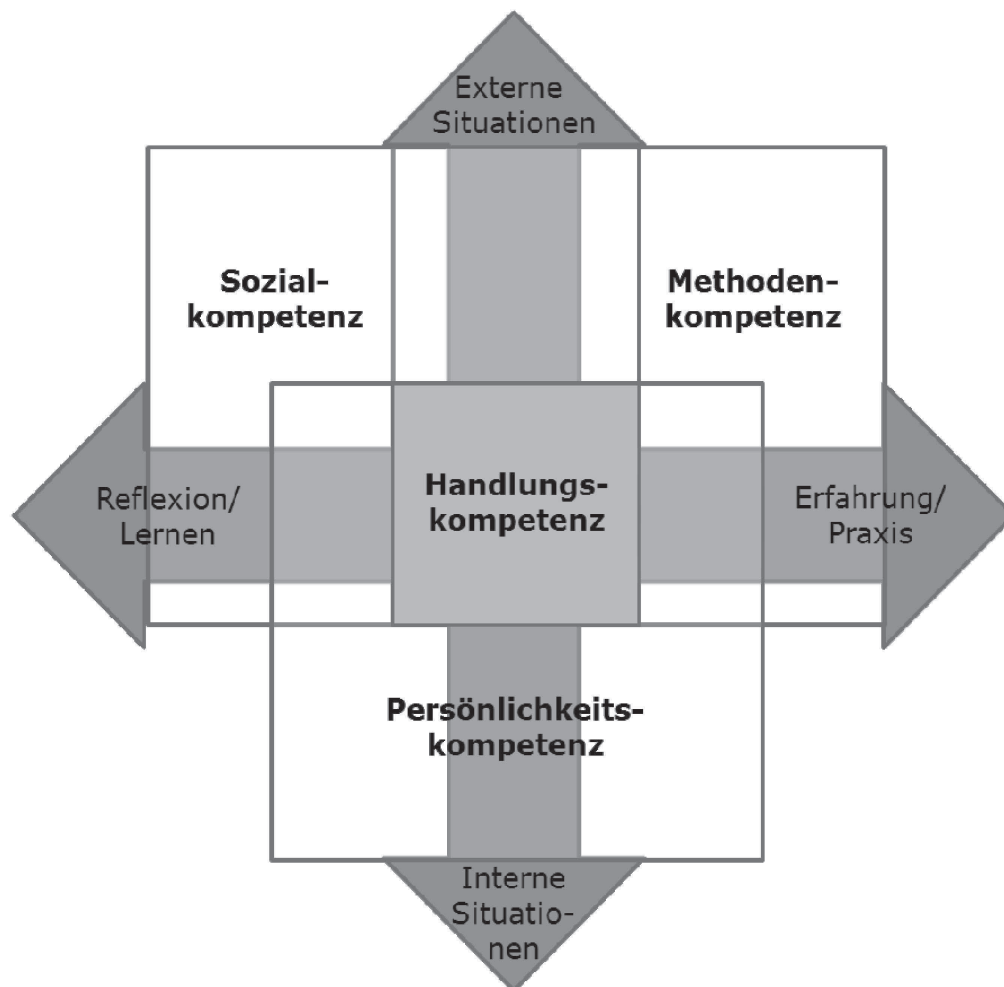 Externe
Situationen
Sozial-
kompetenz
Methoden-
kompetenz
Reflexion/
Lernen
Handlungs-
kompetenz
Erfahrung/
Praxis
Persönlichkeits-
kompetenz
Interne
Situatio-
nen